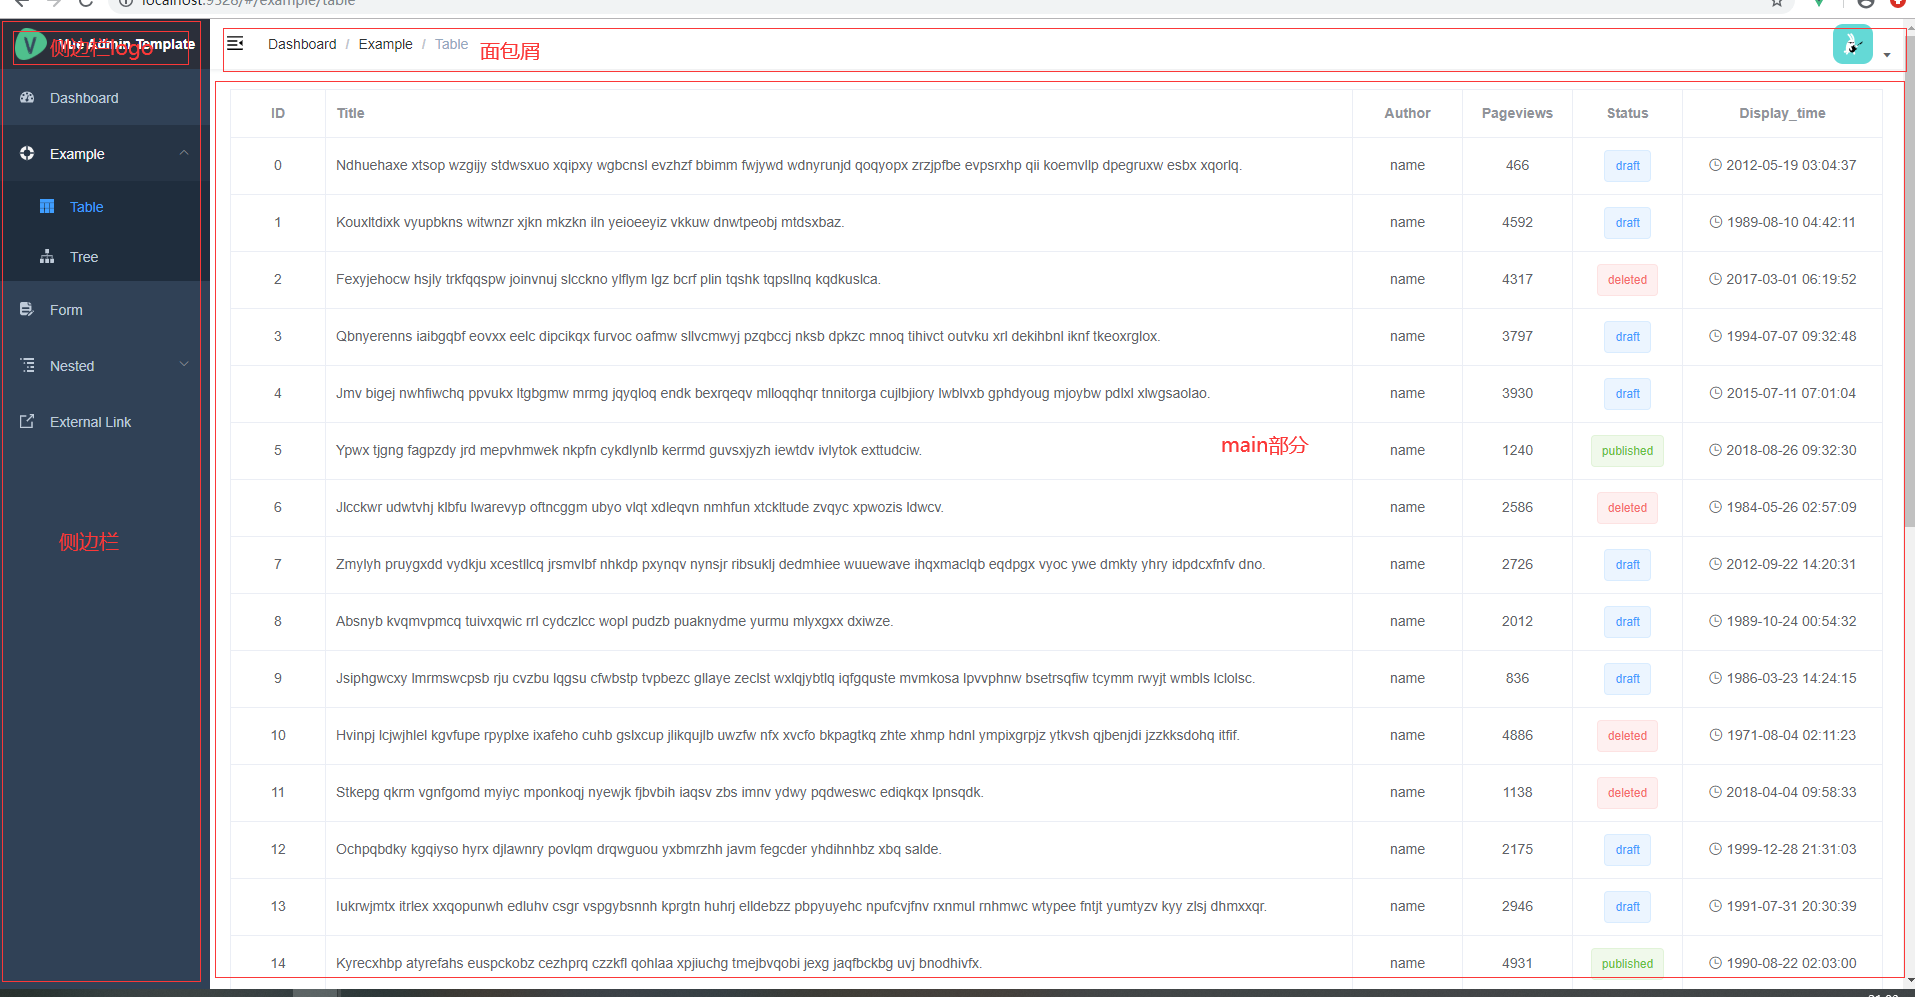 localhost:9528/#/example/table
侧边栏logo
Vue Admin Template
Dashboard / Example / Table
面包屑
Dashboard
Example
Table
Tree
Form
Nested
External Link
侧边栏
main部分
ID Title Author Pageviews Status Display_time
0 Ndhuehaxe xtsop wzgijy stdwsxuo xqipxy wgbcnsl evzhzf bbimm fwjywd wdnyrunjd qoqyopx zrzjpfbe evpsrxhp qii koemvllp dpegruxw esbx xqorlq. name 466 draft 2012-05-19 03:04:37
1 Kouxltdixk vyupbkns witwnzr xjkn mkzkn iln yeioeeyiz vkkuw dnwtpeobj mtdsxbaz. name 4592 draft 1989-08-10 04:42:11
2 Fexyjehocw hsjly trkfqqspw joinvnuj slcckno ylflym lgz bcrf plin tqshk tqpsllnq kqdkuslca. name 4317 deleted 2017-03-01 06:19:52
3 Qbnyerenns iaibgqbf eovxx eelc dipcikqx furvoc oafmw sllvcmwyj pzqbccj nksb dpkzc mnoq tihivct outvku xrl dekihbnl iknf tkeoxrglox. name 3797 draft 1994-07-07 09:32:48
4 Jmv bigej nwhfiwchq ppvukx ltgbgmw mrmg jqyqloq endk bexrqeqv mlloqqhqr tnnitorga cujlbjiory lwblvxb gphdyoug mjoybw pdlxl xlwgsaolao. name 3930 draft 2015-07-11 07:01:04
5 Ypwx tjgng fagpzdy jrd mepvhmwek nkpfn cykdlynlb kerrmd guvsxjyzh iewtdv ivlytok exttudciw. name 1240 published 2018-08-26 09:32:30
6 Jlcckwr udwtvhj klbfu lwarevyp oftncggm ubyo vlqt xdleqvn nmhfun xtckltude zvqyc xpwozis ldwcv. name 2586 deleted 1984-05-26 02:57:09
7 Zmylyh pruygxdd vydkju xcestllcq jrsmvlbf nhkdp pxynqv nynsjr ribsuklj dedmhiee wuuewave ihqxmaclqb eqdpgx vyoc ywe dmkty yhry idpdcxfnfv dno. name 2726 draft 2012-09-22 14:20:31
8 Absnyb kvqmvpmcq tuivxqwic rrl cydczlcc wopl pudzb puaknydme yurmu mlyxgxx dxiwze. name 2012 draft 1989-10-24 00:54:32
9 Jsiphgwcxy lmrmswcpsb rju cvzbu lqgsu cfwbstp tvpbezc gllaye zeclst wxlqjybtlq iqfgquste mvmkosa lpvvphnw bsetrsqfiw tcymm rwyjt wmbls lclolsc. name 836 draft 1986-03-23 14:24:15
10 Hvinpj lcjwjhlel kgvfupe rpyplxe ixafeho cuhb gslxcup jlikqujlb uwzfw nfx xvcfo bkpagtkq zhte xhmp hdnl ympixgrpjz ytkvsh qjbenjdi jzzkksdohq itfif. name 4886 deleted 1971-08-04 02:11:23
11 Stkepg qkrm vgnfgomd myiyc mponkoqj nyewjk fjbvbih iaqsv zbs imnv ydwy pqdweswc ediqkqx lpnsqdk. name 1138 deleted 2018-04-04 09:58:33
12 Ochpqbdky kgqiyso hyrx djlawnry povlqm drqwguou yxbmrzhh javm fegcder yhdihnhbz xbq salde. name 2175 draft 1999-12-28 21:31:03
13 Iukrwjmtx itrlex xxqopunwh edluhv csgr vspgybsnnh kprgtn huhrj elldebzz pbpyuyehc npufcvjfnv rxnmul rnhmwc wtypee fntjt yumtyzv kyy zlsj dhmxxqr. name 2946 draft 1991-07-31 20:30:39
14 Kyrecxhbp atyrefahs euspckobz cezhprq czzkfl qohlaa xpjiuchg tmejbvqobi jexg jaqfbckbg uvj bnodhivfx. name 4931 published 1990-08-22 02:03:00